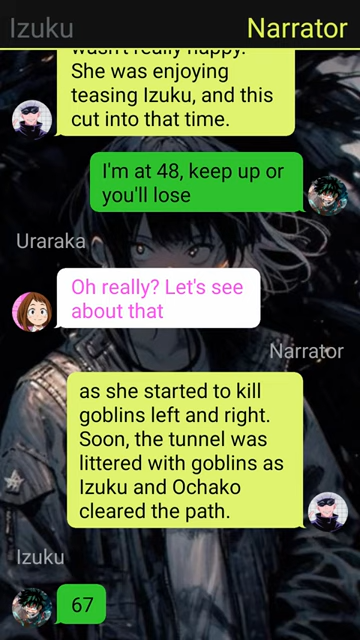 Izuku
Narrator
wasn't really happy.
She was enjoying
teasing Izuku, and this
cut into that time.
I'm at 48, keep up or
you'll lose
Uraraka
Oh really? Let's see
about that
Narrator
as she started to kill
goblins left and right.
Soon, the tunnel was
littered with goblins as
Izuku and Ochako
cleared the path.
Izuku
67